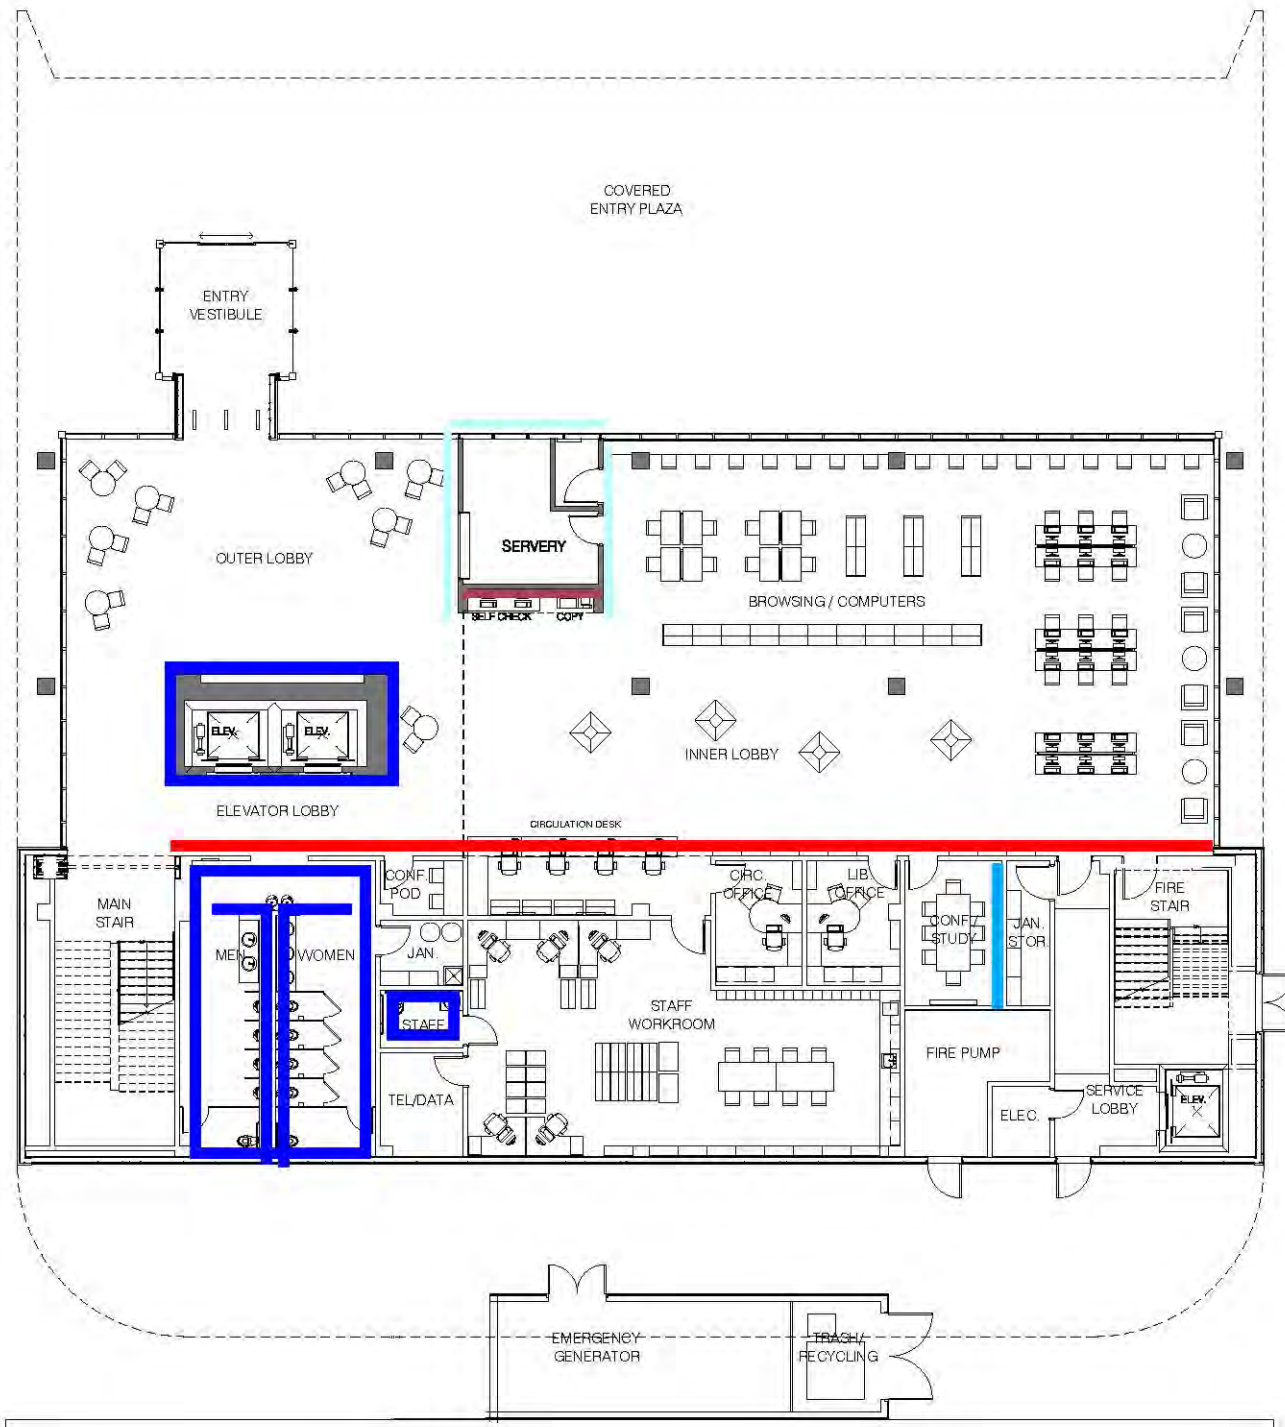 COVERED
ENTRY PLAZA
ENTRY
VESTIBULE
OUTER LOBBY
SERVERY
SELF CHECK
COPY
BROWSING / COMPUTERS
ELEV.
ELEV.
INNER LOBBY
ELEVATOR LOBBY
CIRCULATION DESK
CONF.
POD
CIRC.
OFFICE
LIB.
OFFICE
FIRE
STAIR
MAIN
STAIR
CONF./
STUDY
JAN.
STOR.
MEN
WOMEN
JAN.
STAFF
STAFF
WORKROOM
FIRE PUMP
TEL/DATA
ELEC.
SERVICE
LOBBY
ELEV.
EMERGENCY
GENERATOR
TRASH/
RECYCLING